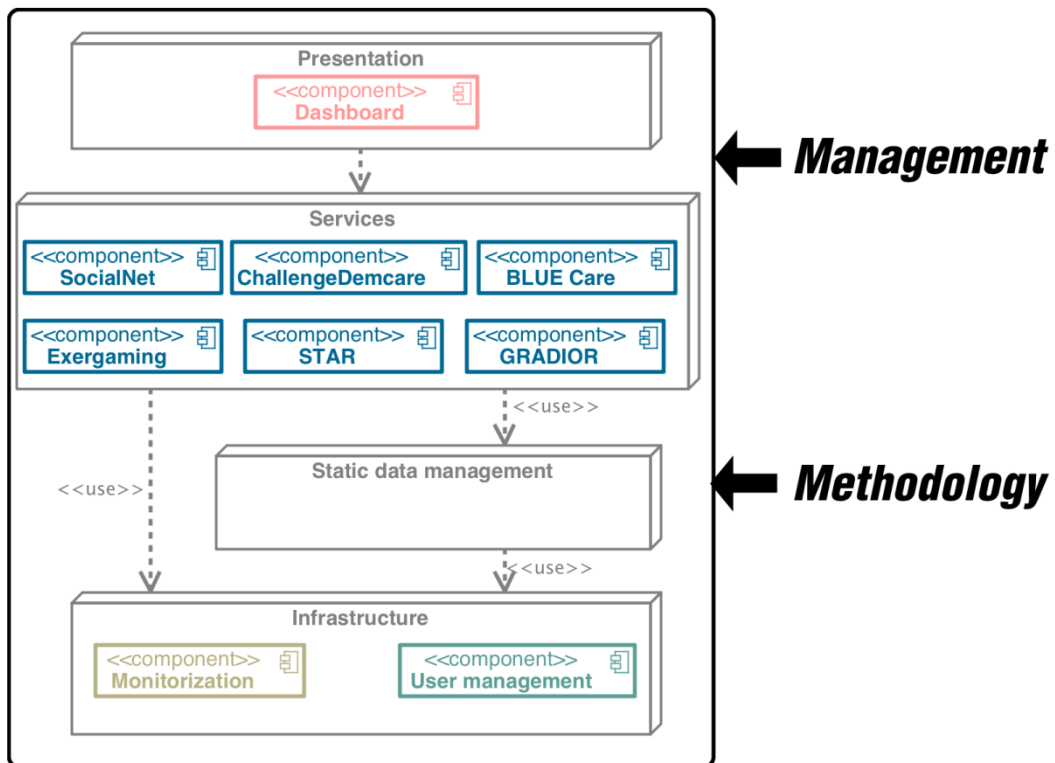 Presentation
<<component>>
Dashboard
Management
Services
<<component>>
SocialNet
<<component>>
ChallengeDemcare
<<component>>
BLUE Care
<<component>>
Exergaming
<<component>>
STAR
<<component>>
GRADIOR
<<use>>
Static data management
<<use>>
Methodology
<<use>>
Infrastructure
<<component>>
Monitorization
<<component>>
User management